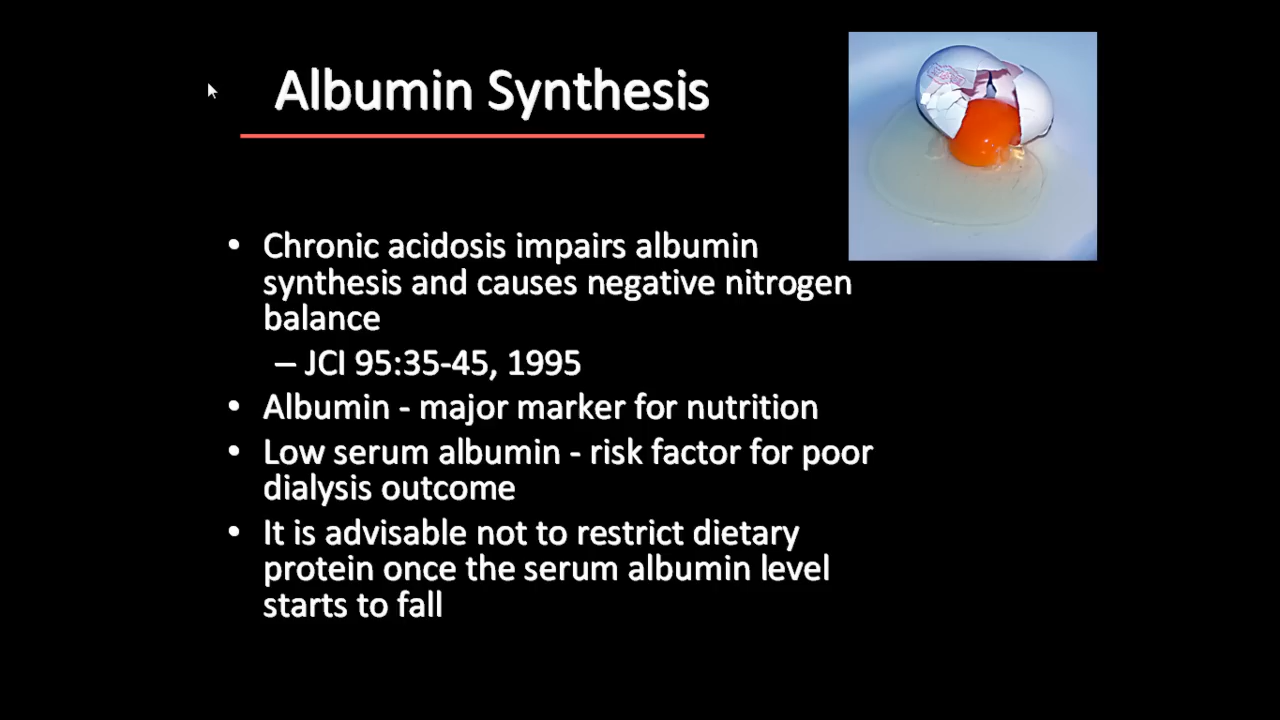 Albumin Synthesis
• Chronic acidosis impairs albumin
synthesis and causes negative nitrogen
balance
– JCI 95:35-45, 1995
• Albumin - major marker for nutrition
• Low serum albumin - risk factor for poor
dialysis outcome
• It is advisable not to restrict dietary
protein once the serum albumin level
starts to fall